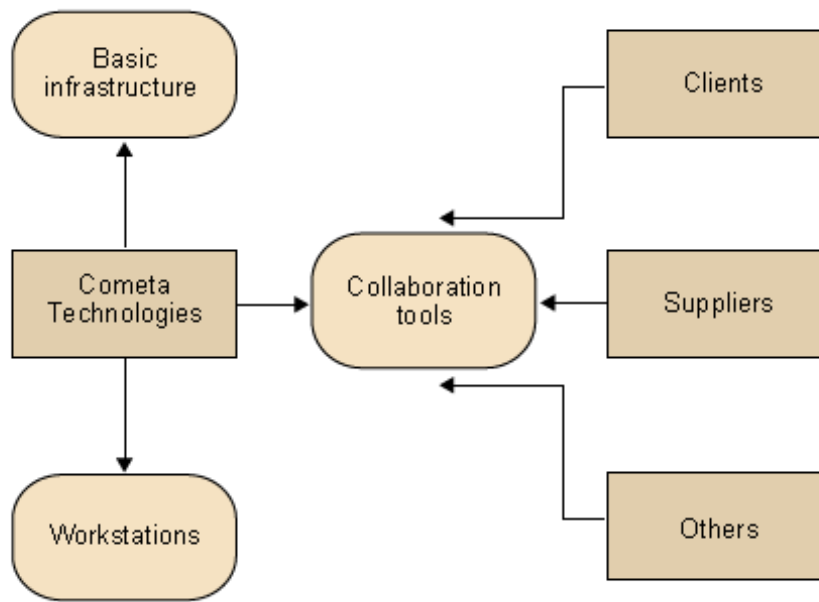 Basic
infrastructure
Clients
Cometa
Technologies
Collaboration
tools
Suppliers
Workstations
Others